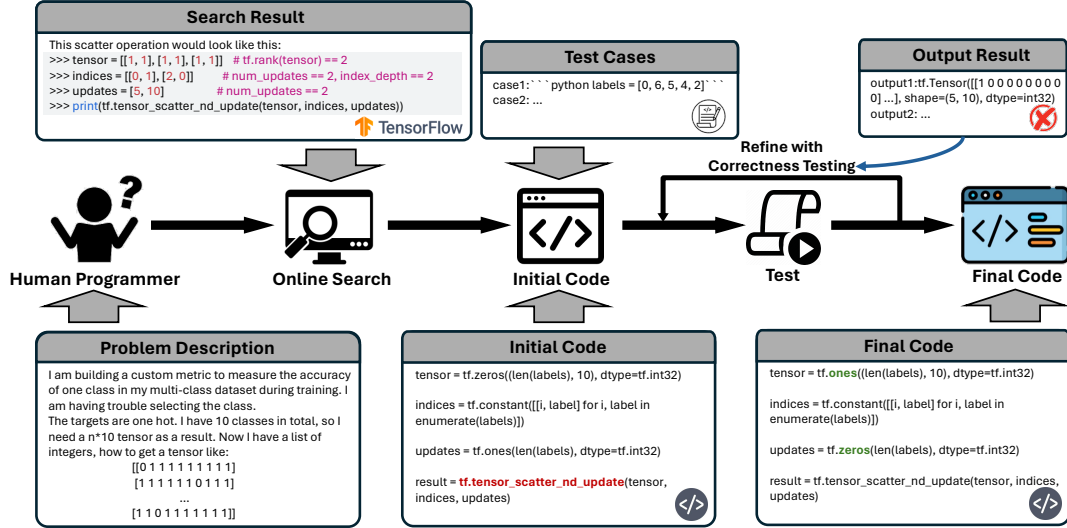 Search Result
This scatter operation would look like this:
>>> tensor = [[1, 1], [1, 1], [1, 1]] # tf.rank(tensor) == 2
>>> indices = [[0, 1], [2, 0]] # num_updates == 2, index_depth == 2
>>> updates = [5, 10] # num_updates == 2
>>> print(tf.tensor_scatter_nd_update(tensor, indices, updates))
TensorFlow
Test Cases
case1:```python labels = [0, 6, 5, 4, 2]```
case2: ...
Output Result
output1:tf.Tensor([[1 0 0 0 0 0 0 0 0
0] ...], shape=(5, 10), dtype=int32)
output2: ...
Refine with
Correctness Testing
Human Programmer
Online Search
Initial Code
Test
Final Code
Problem Description
I am building a custom metric to measure the accuracy
of one class in my multi-class dataset during training. I
am having trouble selecting the class.
The targets are one hot. I have 10 classes in total, so I
need a n*10 tensor as a result. Now I have a list of
integers, how to get a tensor like:
[[0 1 1 1 1 1 1 1 1 1]
[1 1 1 1 1 1 0 1 1 1]
...
[1 1 0 1 1 1 1 1 1 1]]
Initial Code
tensor = tf.zeros((len(labels), 10), dtype=tf.int32)
indices = tf.constant([[i, label] for i, label in
enumerate(labels)])
updates = tf.ones(len(labels), dtype=tf.int32)
result = tf.tensor_scatter_nd_update(tensor,
indices, updates)
Final Code
tensor = tf.ones((len(labels), 10), dtype=tf.int32)
indices = tf.constant([[i, label] for i, label in
enumerate(labels)])
updates = tf.zeros(len(labels), dtype=tf.int32)
result = tf.tensor_scatter_nd_update(tensor, indices,
updates)